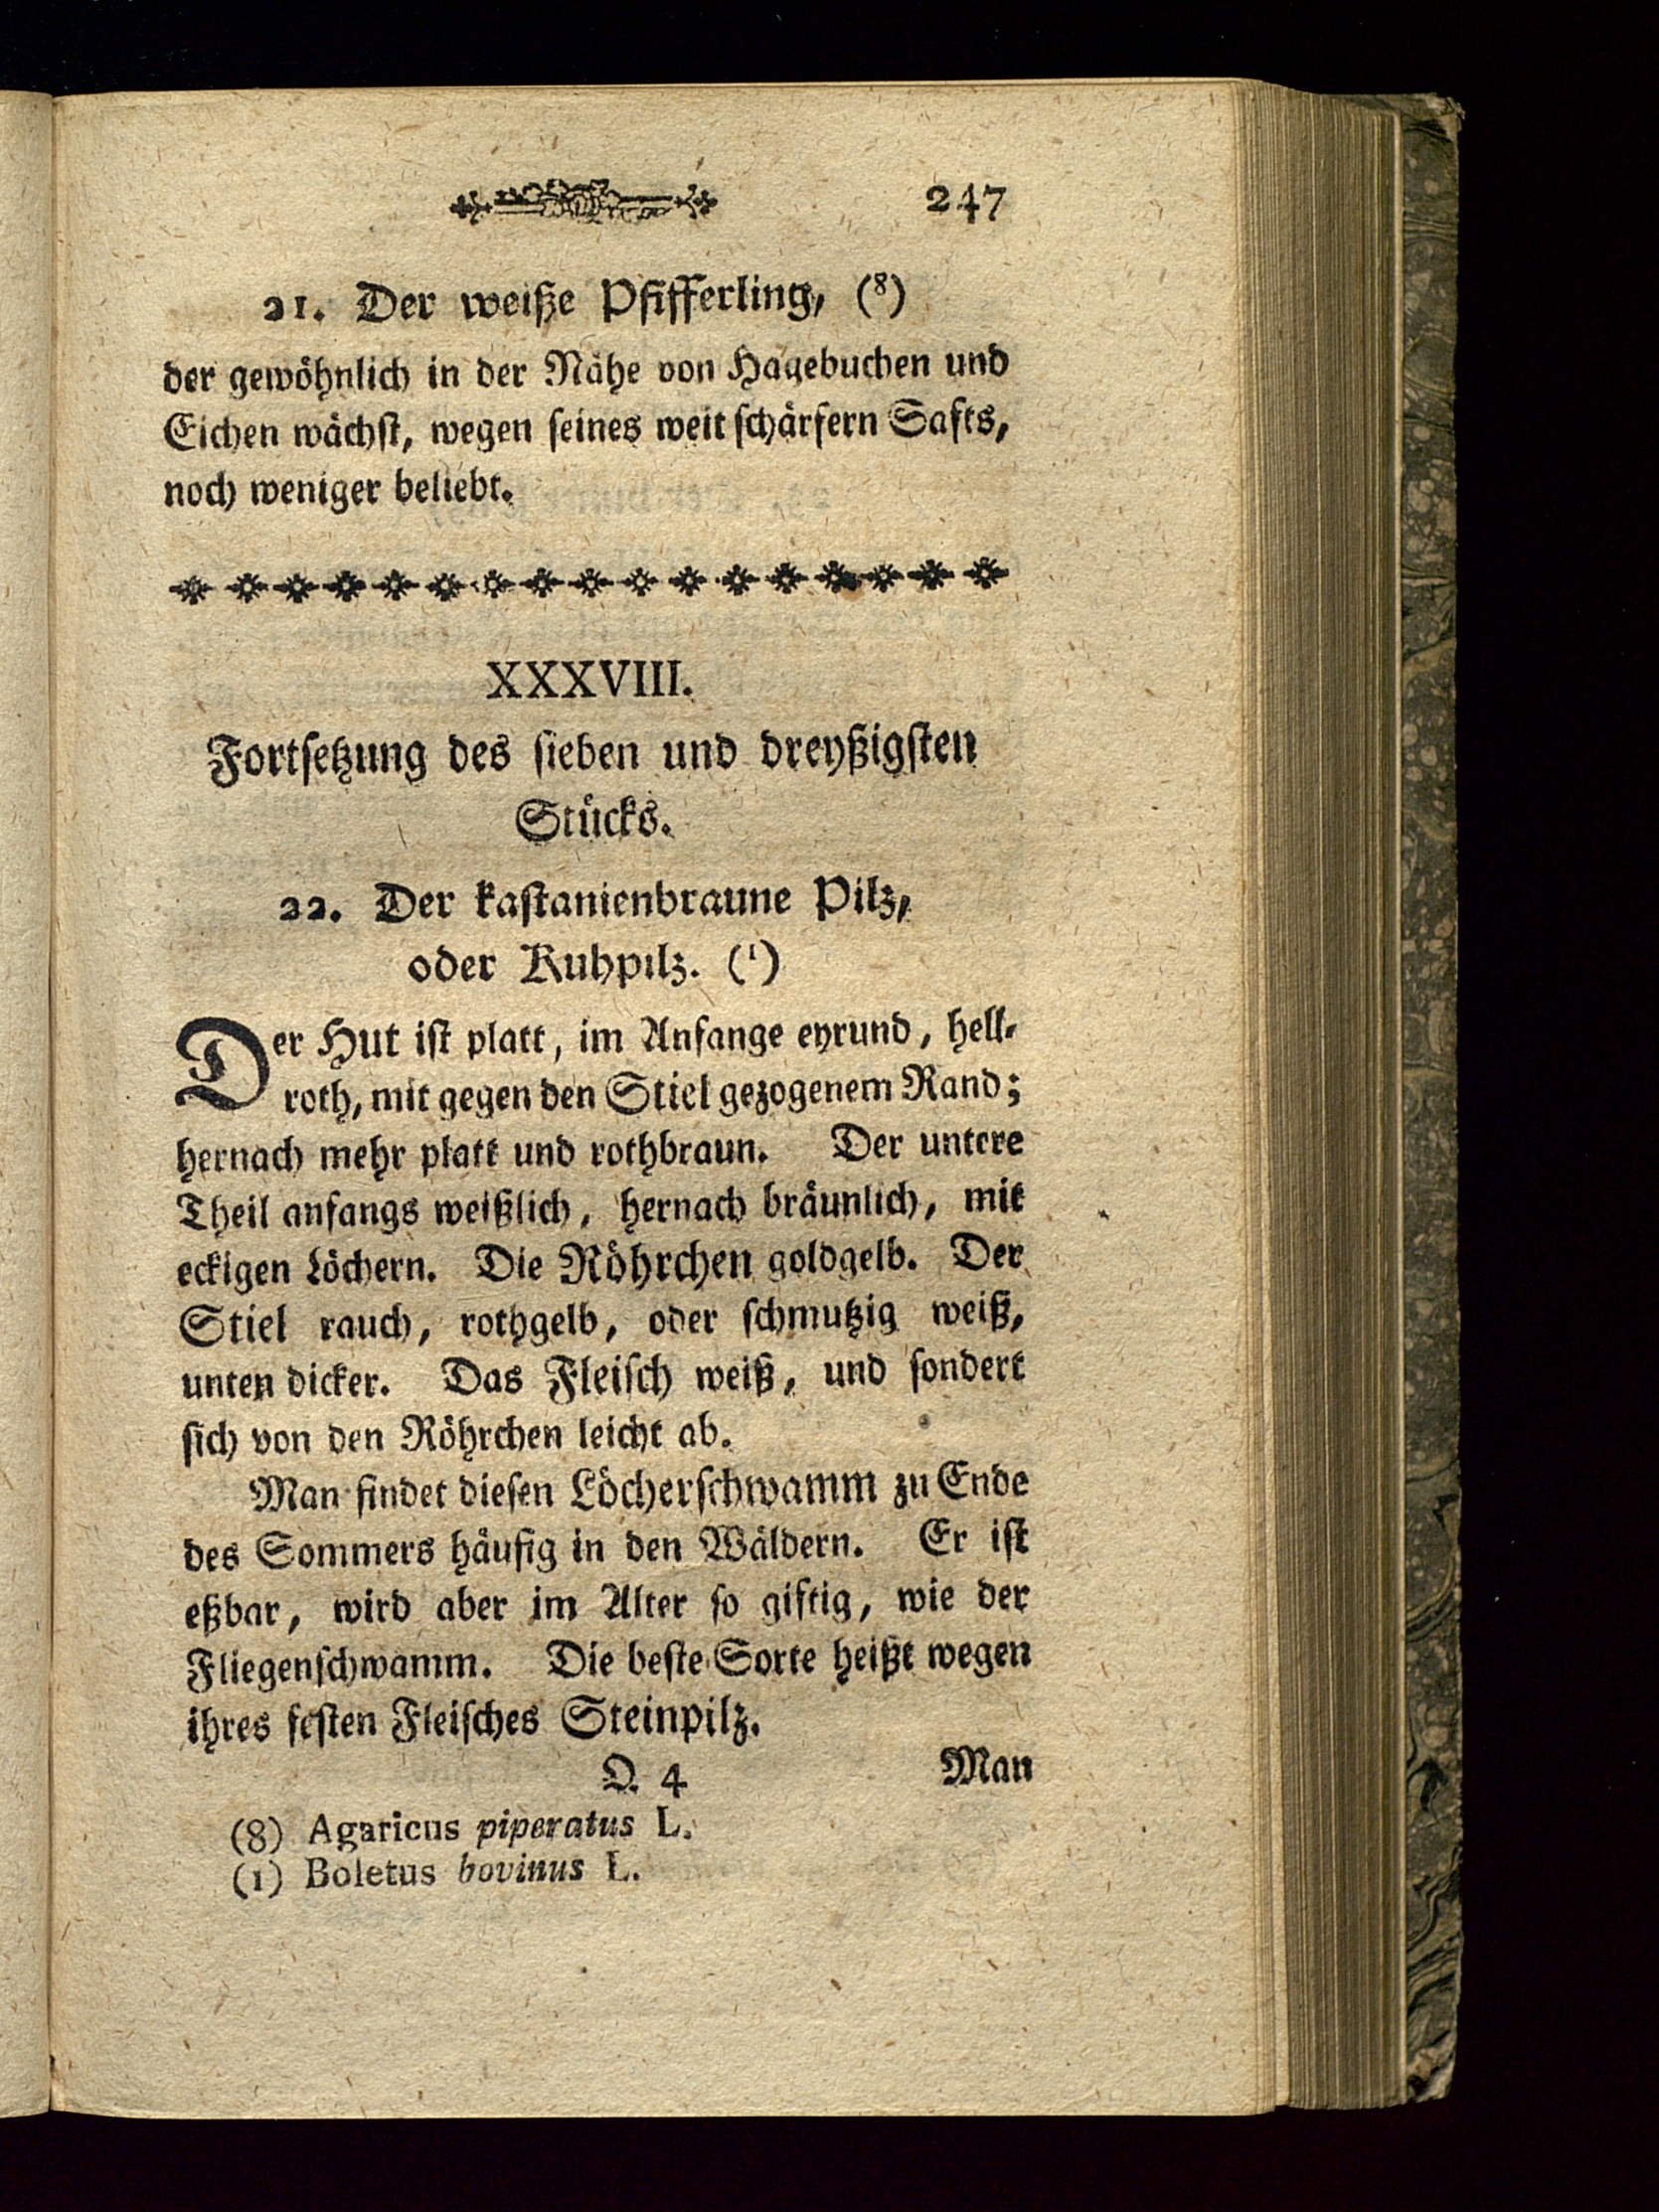 247
21. Der weiße Pfifferling, (8)
der gewöhnlich in der Nähe von Hagebuchen und
Eichen wächst, wegen seines weit schärfern Safts,
noch weniger beliebt.
XXXVIII.
Fortsetzung des sieben und dreyßigsten
Stücks.
22. Der kastanienbraune Pilz,
oder Kuhpilz. (1)
Der Hut ist platt, im Anfange eyrund, hell-
roth, mit gegen den Stiel gezogenem Rand;
hernach mehr platt und rothbraun. Der untere
Theil anfangs weißlich, hernach bräunlich, mit
eckigen Löchern. Die Röhrchen goldgelb. Der
Stiel rauch, rothgelb, oder schmutzig weiß,
unten dicker. Das Fleisch weiß, und sondert
sich von den Röhrchen leicht ab.
Man findet diesen Löcherschwamm zu Ende
des Sommers häufig in den Wäldern. Er ist
eßbar, wird aber im Alter so giftig, wie der
Fliegenschwamm. Die beste Sorte heißt wegen
ihres festen Fleisches Steinpilz.
Q 4 Man
(8) Agaricus piperatus L.
(1) Boletus bovinus L.